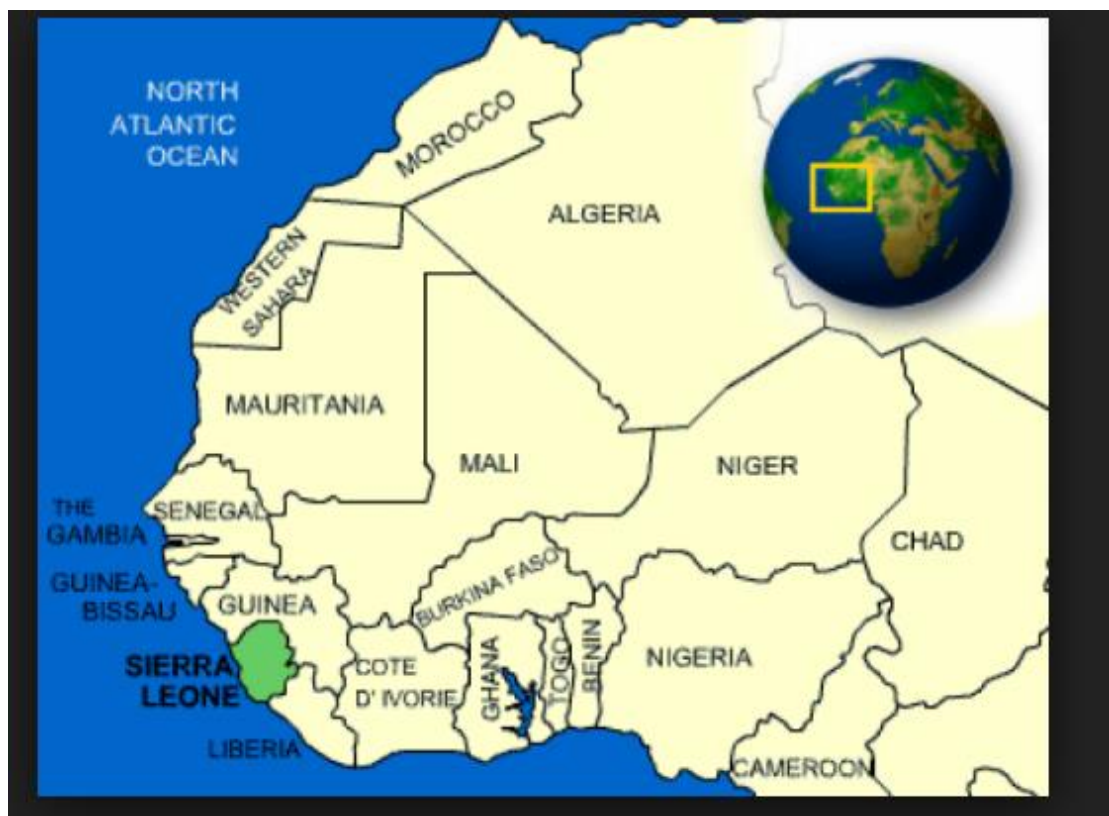 NORTH
ATLANTIC
OCEAN
MOROCCO
ALGERIA
WESTERN
SAHARA
MAURITANIA
MALI
NIGER
CHAD
THE
GAMBIA
SENEGAL
GUINEA-
BISSAU
GUINEA
BURKINA FASO
SIERRA
LEONE
COTE
D' IVORIE
GHANA
TOGO
BENIN
NIGERIA
LIBERIA
CAMEROON